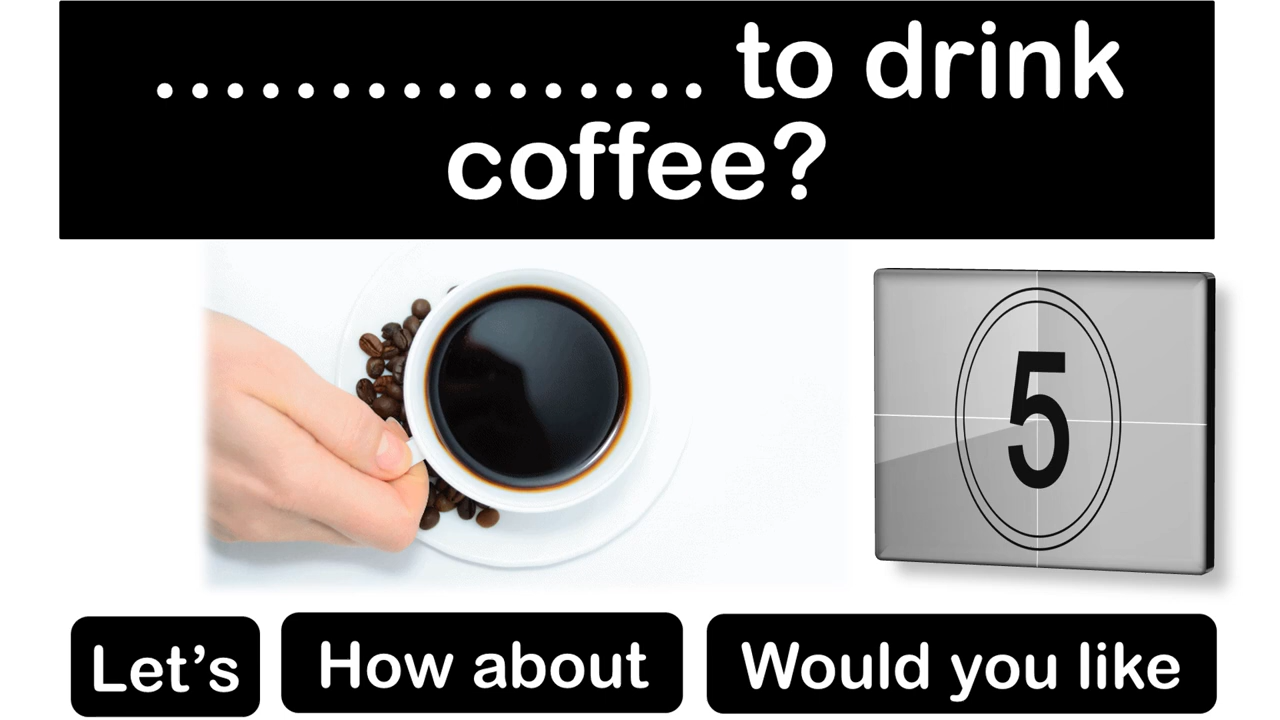 ................ to drink
coffee?
5
Let’s
How about
Would you like